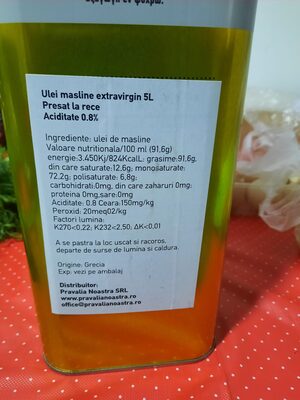 εξαγωγή εν ψυχρώ.
Ulei masline extravirgin 5L
Presat la rece
Aciditate 0.8%
Ingrediente: ulei de masline
Valoare nutritionala/100 ml (91,6g)
energie:3.450Kj/824KcalL: grasime:91,6g,
din care saturate:12,6g; monosaturate:
72,2g; polisaturate: 6,8g;
carbohidrati:0mg, din care zaharuri 0mg;
proteina 0mg,sare:0mg
Aciditate: 0.8 Ceara:150mg/kg
Peroxid: 20meq02/kg
Factori lumina:
K270<0,22; K232<2.50; ΔK<0.01
A se pastra la loc uscat si racoros,
departe de surse de lumina si caldura.
Origine: Grecia
Exp. vezi pe ambalaj
Distribuitor:
Pravalia Noastra SRL
www.pravalianoastra.ro
office@pravalianoastra.ro